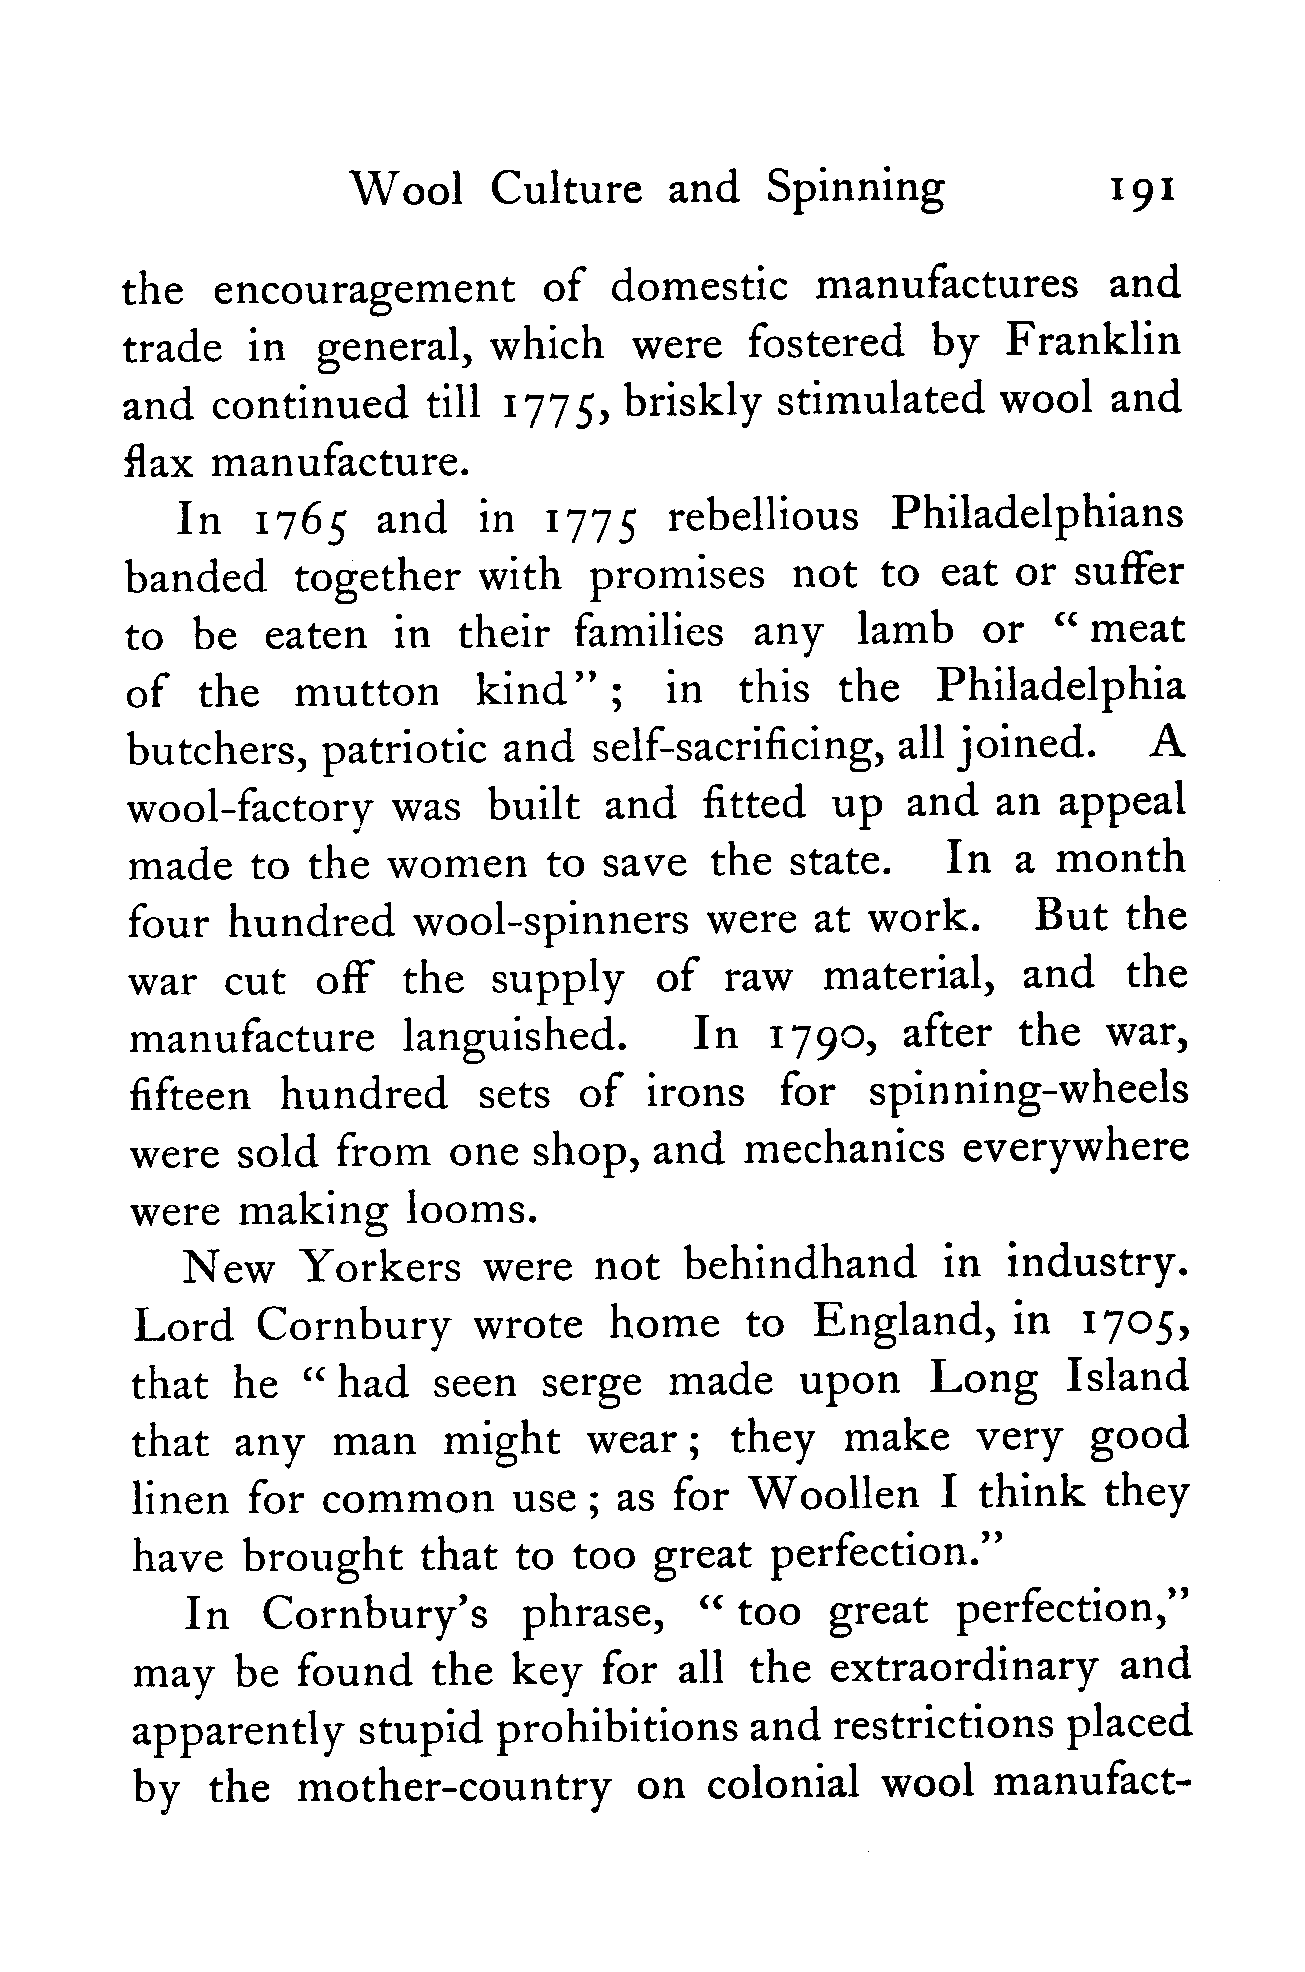 Wool Culture and Spinning 191
the encouragement of domestic manufactures and
trade in general, which were fostered by Franklin
and continued till 1775, briskly stimulated wool and
flax manufacture.
In 1765 and in 1775 rebellious Philadelphians
banded together with promises not to eat or suffer
to be eaten in their families any lamb or “ meat
of the mutton kind” ; in this the Philadelphia
butchers, patriotic and self-sacrificing, all joined. A
wool-factory was built and fitted up and an appeal
made to the women to save the state. In a month
four hundred wool-spinners were at work. But the
war cut off the supply of raw material, and the
manufacture languished. In 1790, after the war,
fifteen hundred sets of irons for spinning-wheels
were sold from one shop, and mechanics everywhere
were making looms.
New Yorkers were not behindhand in industry.
Lord Cornbury wrote home to England, in 1705,
that he “ had seen serge made upon Long Island
that any man might wear ; they make very good
linen for common use ; as for Woollen I think they
have brought that to too great perfection.”
In Cornbury’s phrase, “ too great perfection,”
may be found the key for all the extraordinary and
apparently stupid prohibitions and restrictions placed
by the mother-country on colonial wool manufact-